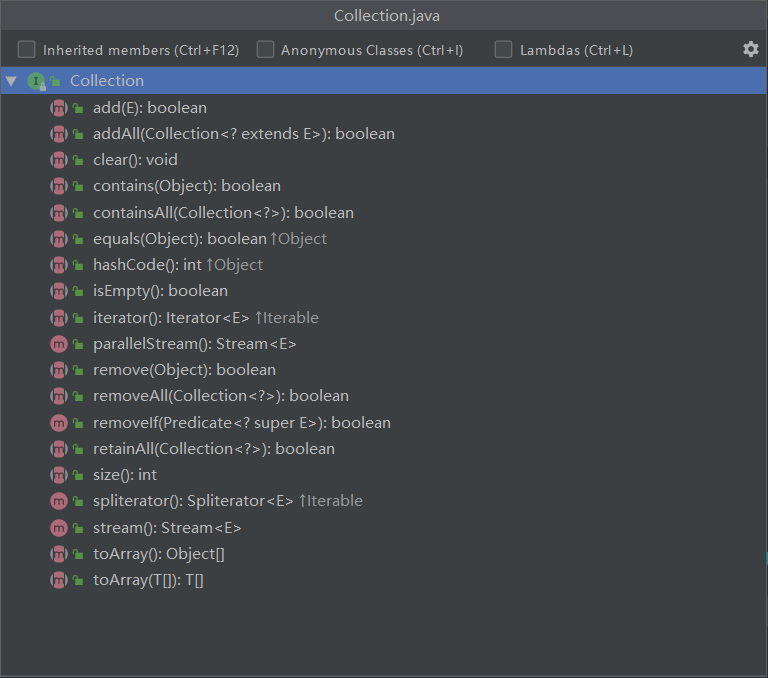 Collection.java
Inherited members (Ctrl+F12) Anonymous Classes (Ctrl+I) Lambdas (Ctrl+L)
I Collection
m add(E): boolean
m addAll(Collection<? extends E>): boolean
m clear(): void
m contains(Object): boolean
m containsAll(Collection<?>): boolean
m equals(Object): boolean ↑Object
m hashCode(): int ↑Object
m isEmpty(): boolean
m iterator(): Iterator<E> ↑Iterable
m parallelStream(): Stream<E>
m remove(Object): boolean
m removeAll(Collection<?>): boolean
m removeIf(Predicate<? super E>): boolean
m retainAll(Collection<?>): boolean
m size(): int
m spliterator(): Spliterator<E> ↑Iterable
m stream(): Stream<E>
m toArray(): Object[]
m toArray(T[]): T[]